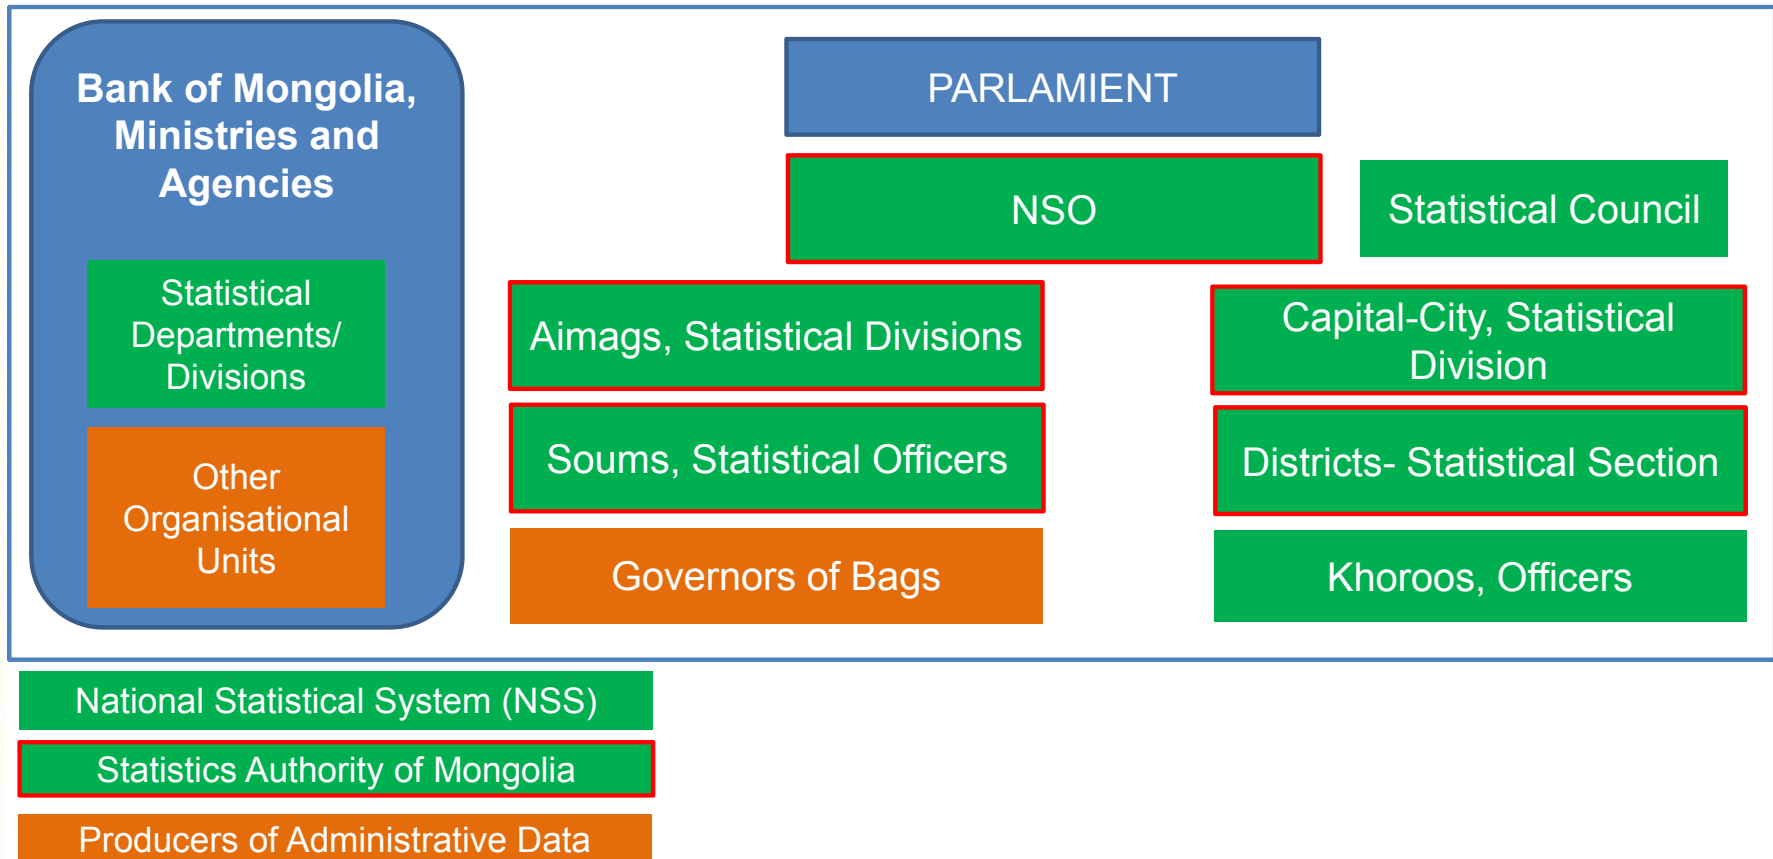 Bank of Mongolia,
Ministries and
Agencies
Statistical
Departments/
Divisions
Other
Organisational
Units
PARLAMIENT
NSO
Statistical Council
Aimags, Statistical Divisions
Capital-City, Statistical
Division
Soums, Statistical Officers
Districts- Statistical Section
Governors of Bags
Khoroos, Officers
National Statistical System (NSS)
Statistics Authority of Mongolia
Producers of Administrative Data